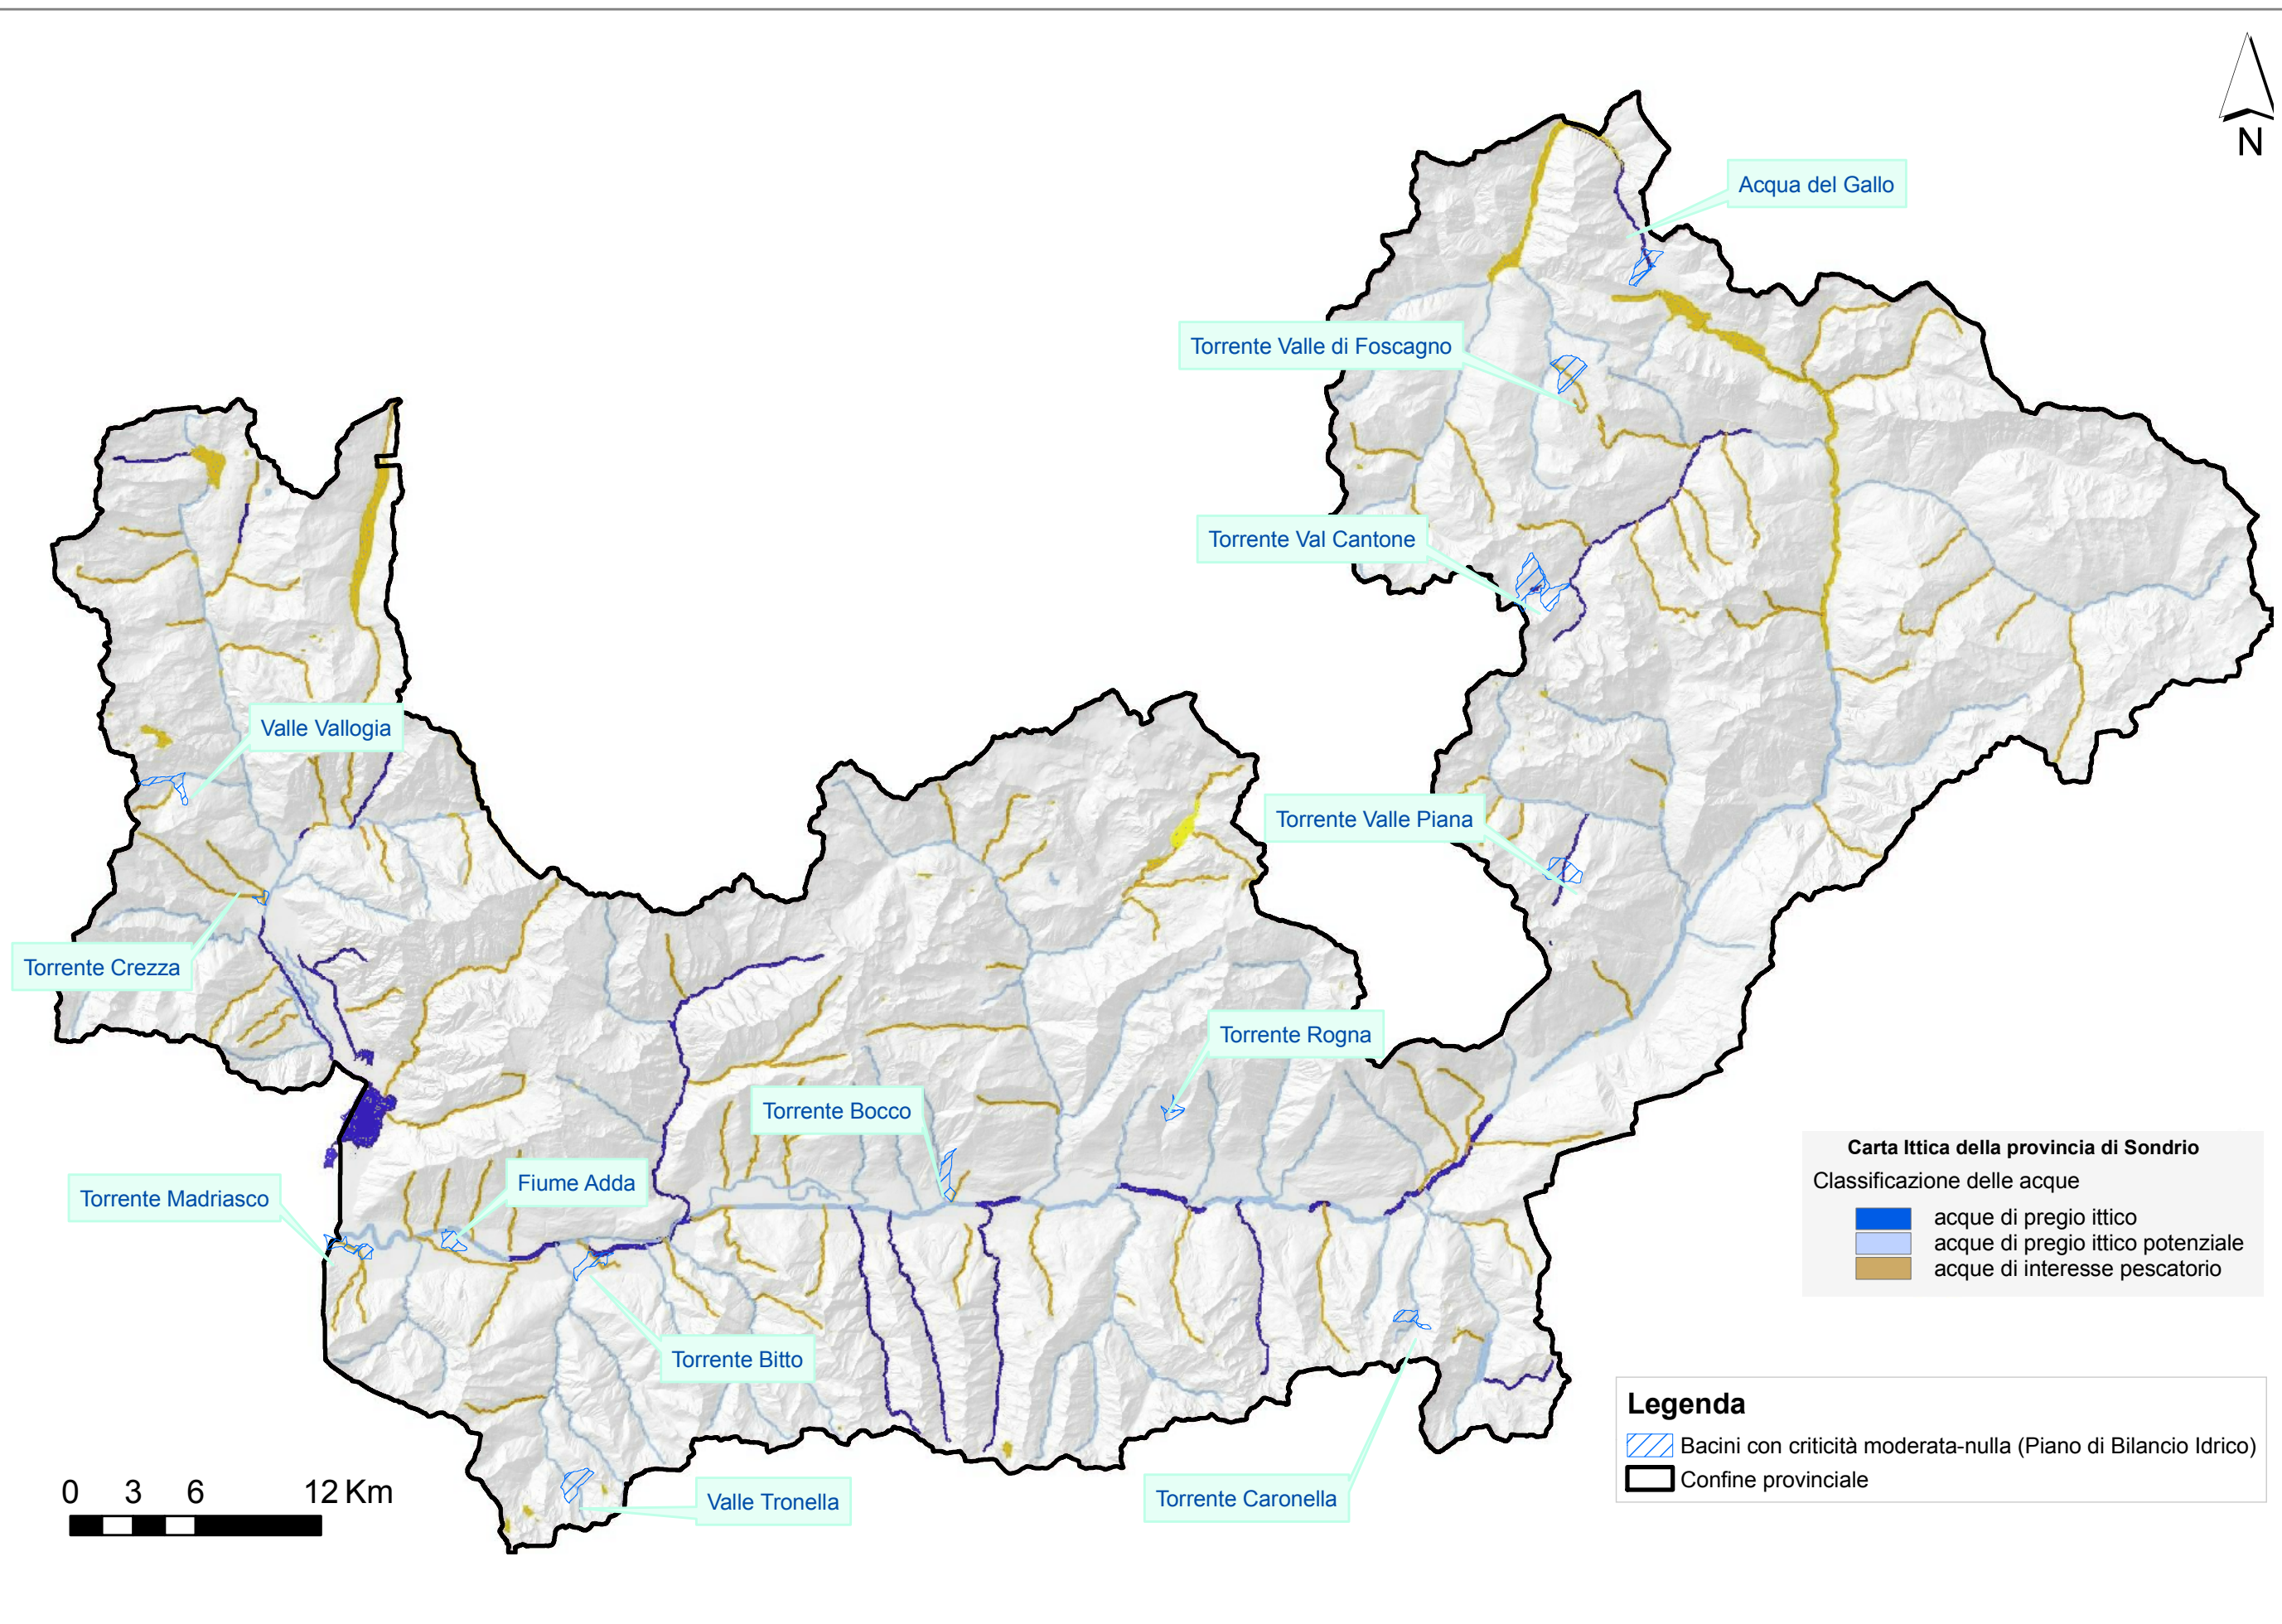 N
Acqua del Gallo
Torrente Valle di Foscagno
Torrente Val Cantone
Valle Vallogia
Torrente Valle Piana
Torrente Crezza
Torrente Rogna
Torrente Bocco
Fiume Adda
Torrente Madriasco
Torrente Bitto
Valle Tronella
Torrente Caronella
Carta Ittica della provincia di Sondrio
Classificazione delle acque
acque di pregio ittico
acque di pregio ittico potenziale
acque di interesse pescatorio
Legenda
Bacini con criticità moderata-nulla (Piano di Bilancio Idrico)
Confine provinciale
0 3 6 12 Km